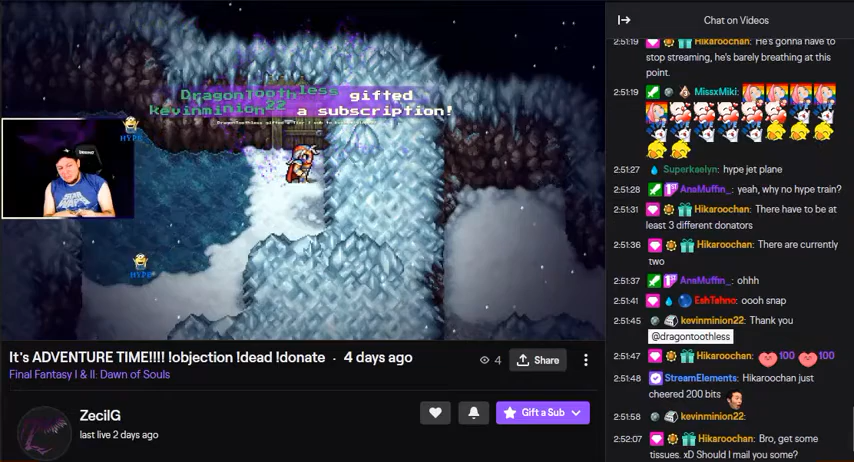 DragonToothless gifted
kevinminion22 a subscription!
HYPE
HYPE
It's ADVENTURE TIME!!!! !objection !dead !donate · 4 days ago
Final Fantasy I & II: Dawn of Souls
4
Share
ZecilG
last live 2 days ago
Gift a Sub
Chat on Videos
2:51:19 Hikaroochan: He's gonna have to
stop streaming, he's barely breathing at this
point.
2:51:19 MissxMiki:
2:51:27 Superkaelyn: hype jet plane
2:51:28 AnaMuffin_: yeah, why no hype train?
2:51:31 Hikaroochan: There have to be at
least 3 different donators
2:51:36 Hikaroochan: There are currently
two
2:51:37 AnaMuffin_: ohhh
2:51:41 EshTahno: oooh snap
2:51:45 kevinminion22: Thank you
@dragontoothless
2:51:47 Hikaroochan: 100 100
2:51:48 StreamElements: Hikaroochan just
cheered 200 bits
2:51:58 kevinminion22:
2:52:07 Hikaroochan: Bro, get some
tissues. xD Should I mail you some?